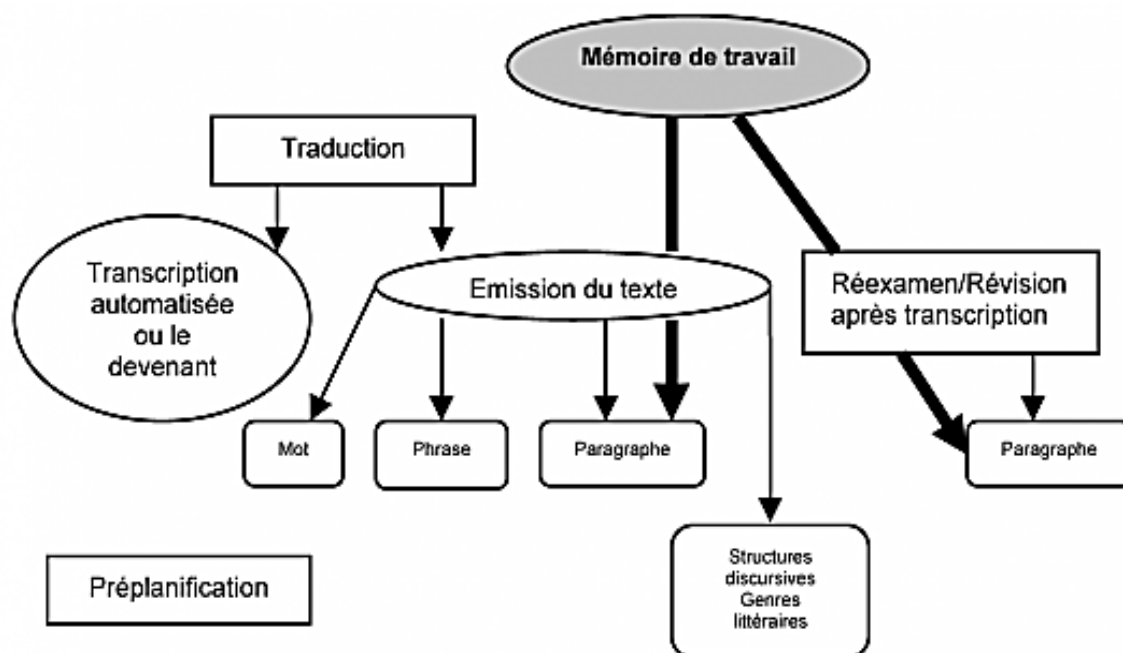 Mémoire de travail
Traduction
Transcription
automatisée
ou le
devenant
Emission du texte
Réexamen/Révision
après transcription
Mot
Phrase
Paragraphe
Paragraphe
Structures
discursives
Genres
littéraires
Préplanification